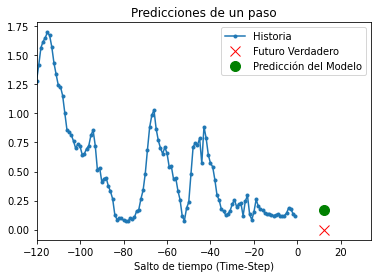 Predicciones de un paso
Historia
Futuro Verdadero
Predicción del Modelo
1.75
1.50
1.25
1.00
0.75
0.50
0.25
0.00
−120 −100 −80 −60 −40 −20 0 20
Salto de tiempo (Time-Step)